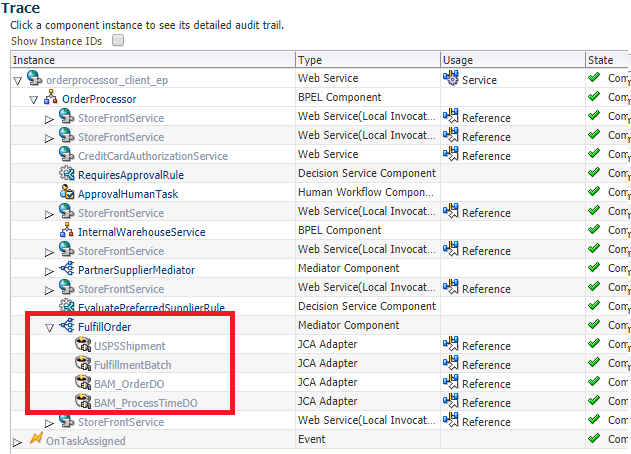 Trace
Click a component instance to see its detailed audit trail.
Show Instance IDs
Instance Type Usage State
orderprocessor_client_ep Web Service Service Com
OrderProcessor BPEL Component Com
StoreFrontService Web Service(Local Invocat... Reference Com
StoreFrontService Web Service(Local Invocat... Reference Com
CreditCardAuthorizationService Web Service Reference Com
RequiresApprovalRule Decision Service Component Com
ApprovalHumanTask Human Workflow Compon... Com
StoreFrontService Web Service(Local Invocat... Reference Com
InternalWarehouseService BPEL Component Com
StoreFrontService Web Service(Local Invocat... Reference Com
PartnerSupplierMediator Mediator Component Com
StoreFrontService Web Service(Local Invocat... Reference Com
EvaluatePreferredSupplierRule Decision Service Component Com
FulfillOrder Mediator Component Com
USPSShipment JCA Adapter Reference Com
FulfillmentBatch JCA Adapter Reference Com
BAM_OrderDO JCA Adapter Reference Com
BAM_ProcessTimeDO JCA Adapter Reference Com
StoreFrontService Web Service(Local Invocat... Reference Com
OnTaskAssigned Event Com